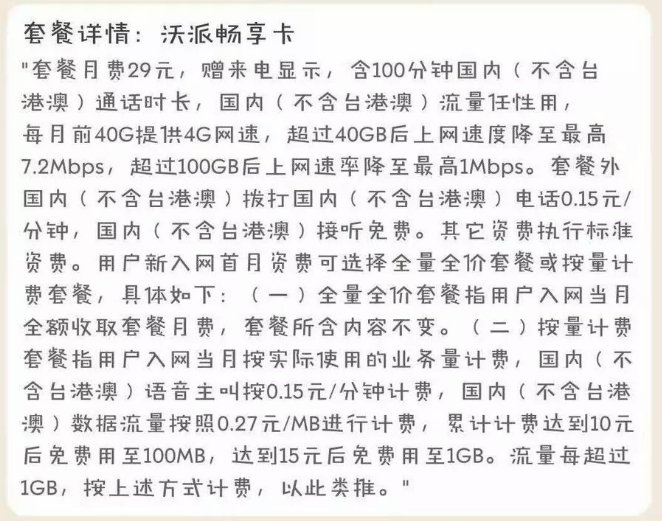 套餐详情：沃派畅享卡
"套餐月费29元，赠来电显示，含100分钟国内（不含台
港澳）通话时长，国内（不含台港澳）流量任性用，
每月前40G提供4G网速，超过40GB后上网速度降至最高
7.2Mbps，超过100GB后上网速率降至最高1Mbps。套餐外
国内（不含台港澳）拨打国内（不含台港澳）电话0.15元/
分钟，国内（不含台港澳）接听免费。其它资费执行标准
资费。用户新入网首月资费可选择全量全价套餐或按量计
费套餐，具体如下：（一）全量全价套餐指用户入网当月
全额收取套餐月费，套餐所含内容不变。（二）按量计费
套餐指用户入网当月按实际使用的业务量计费，国内（不
含台港澳）语音主叫按0.15元/分钟计费，国内（不含台港
澳）数据流量按照0.27元/MB进行计费，累计计费达到10元
后免费用至100MB，达到15元后免费用至1GB。流量每超过
1GB，按上述方式计费，以此类推。"